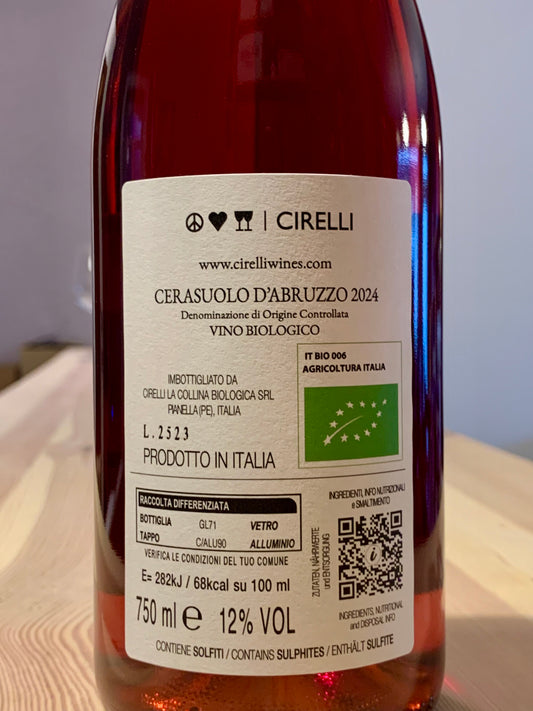 CIRELLI
www.cirelliwines.com
CERASUOLO D'ABRUZZO 2024
Denominazione di Origine Controllata
VINO BIOLOGICO
IT BIO 006
AGRICOLTURA ITALIA
IMBOTTIGLIATO DA
CIRELLI LA COLLINA BIOLOGICA SRL
PIANELLA (PE), ITALIA
L.2523
PRODOTTO IN ITALIA
RACCOLTA DIFFERENZIATA
BOTTIGLIA GL71 VETRO
TAPPO C/ALU90 ALLUMINIO
VERIFICA LE CONDIZIONI DEL TUO COMUNE
E= 282kJ / 68kcal su 100 ml
750 ml e 12% VOL
INGREDIENTI, INFO NUTRIZIONALI
e SMALTIMENTO
ZUTATEN, NÄHRWERTE
und ENTSORGUNG
i
INGREDIENTS, NUTRITIONAL
and DISPOSAL INFO
CONTIENE SOLFITI / CONTAINS SULPHITES / ENTHÄLT SULFITE